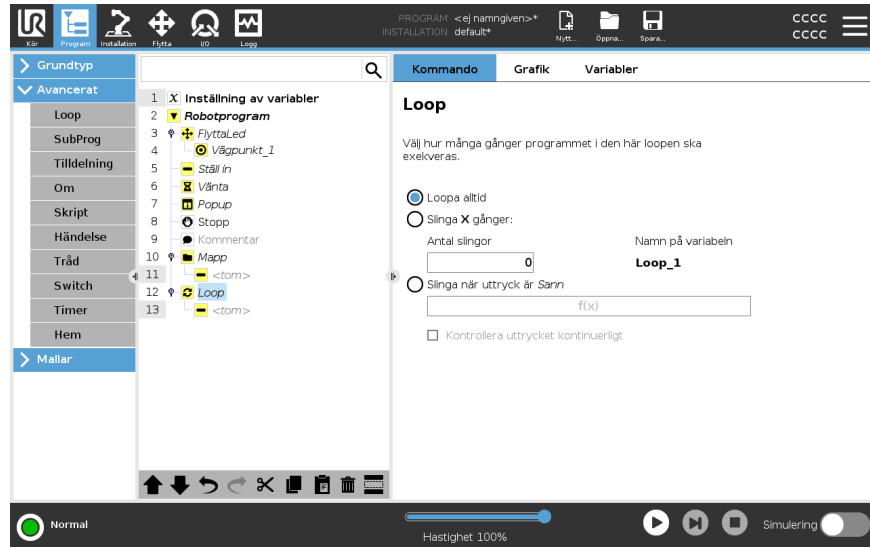 PROGRAM <ej namngiven>*
INSTALLATION default*
UR
Kör
Program
Installation
Flytta
I/O
Logg
Nytt...
Öppna...
Spara...
cccc
cccc
Grundtyp
Avancerat
Loop
SubProg
Tilldelning
Om
Skript
Händelse
Tråd
Switch
Timer
Hem
Mallar
1 X Inställning av variabler
2 Robotprogram
3 FlyttaLed
4 Vägpunkt_1
5 Ställ in
6 Vänta
7 Popup
8 Stopp
9 Kommentar
10 Mapp
11 <tom>
12 Loop
13 <tom>
Kommando Grafik Variabler
Loop
Välj hur många gånger programmet i den här loopen ska
exekveras.
Loopa alltid
Slinga X gånger:
Antal slingor Namn på variabeln
0 Loop_1
Slinga när uttryck är Sann
f(x)
Kontrollera uttrycket kontinuerligt
Normal
Hastighet 100%
Simulering